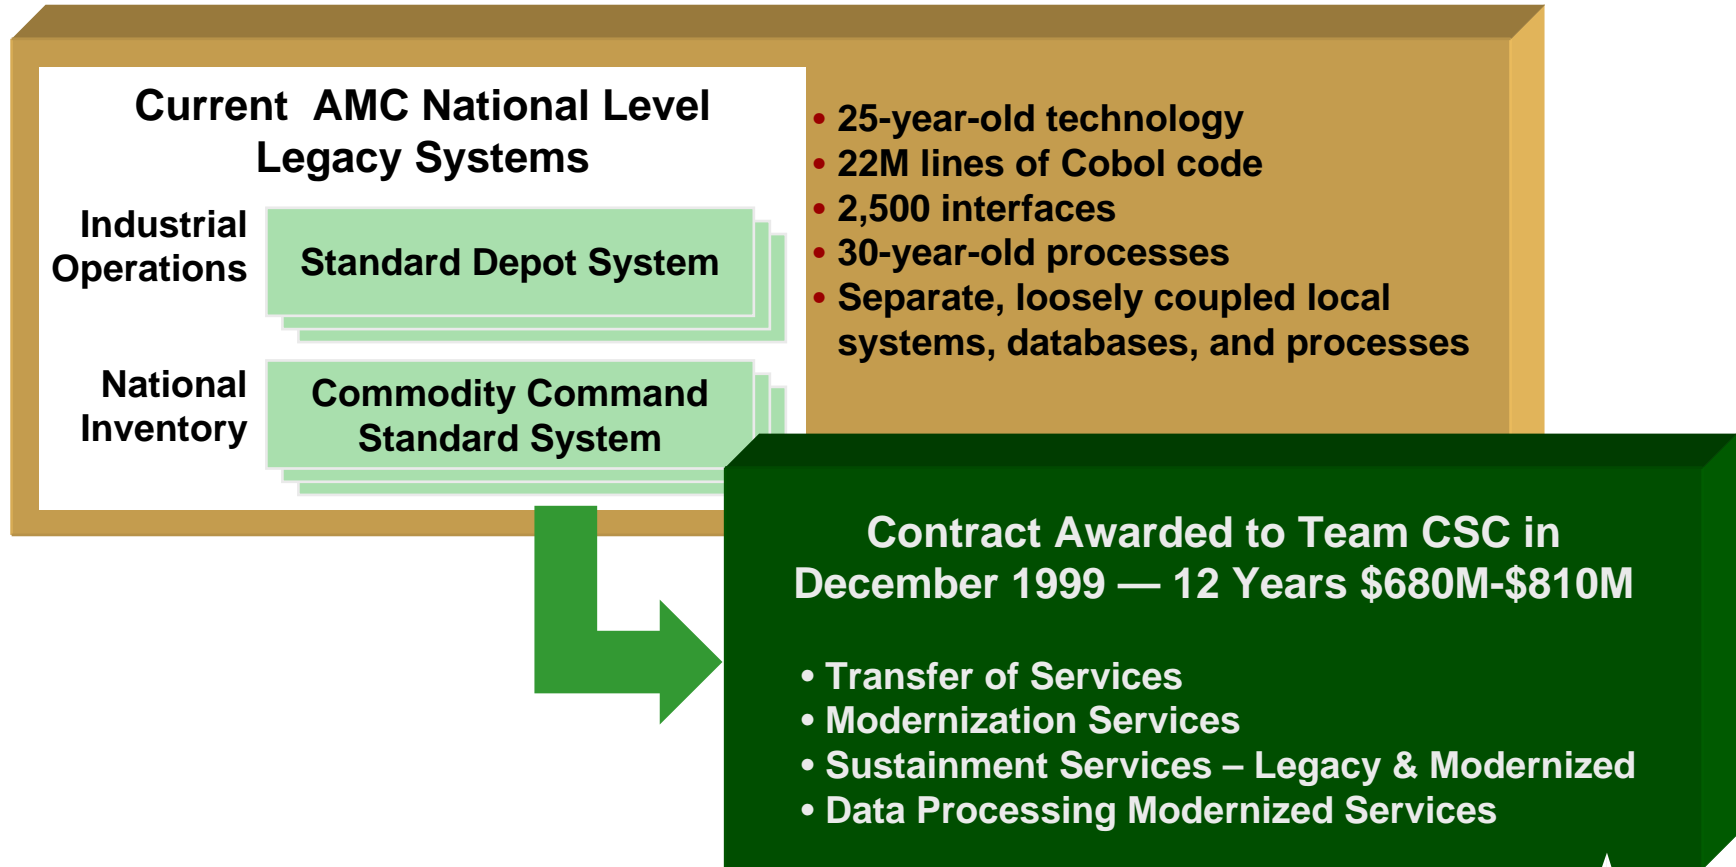 Current AMC National Level
Legacy Systems
Industrial
Operations
Standard Depot System
National
Inventory
Commodity Command
Standard System
• 25-year-old technology
• 22M lines of Cobol code
• 2,500 interfaces
• 30-year-old processes
• Separate, loosely coupled local
systems, databases, and processes
Contract Awarded to Team CSC in
December 1999 — 12 Years $680M-$810M
• Transfer of Services
• Modernization Services
• Sustainment Services – Legacy & Modernized
• Data Processing Modernized Services